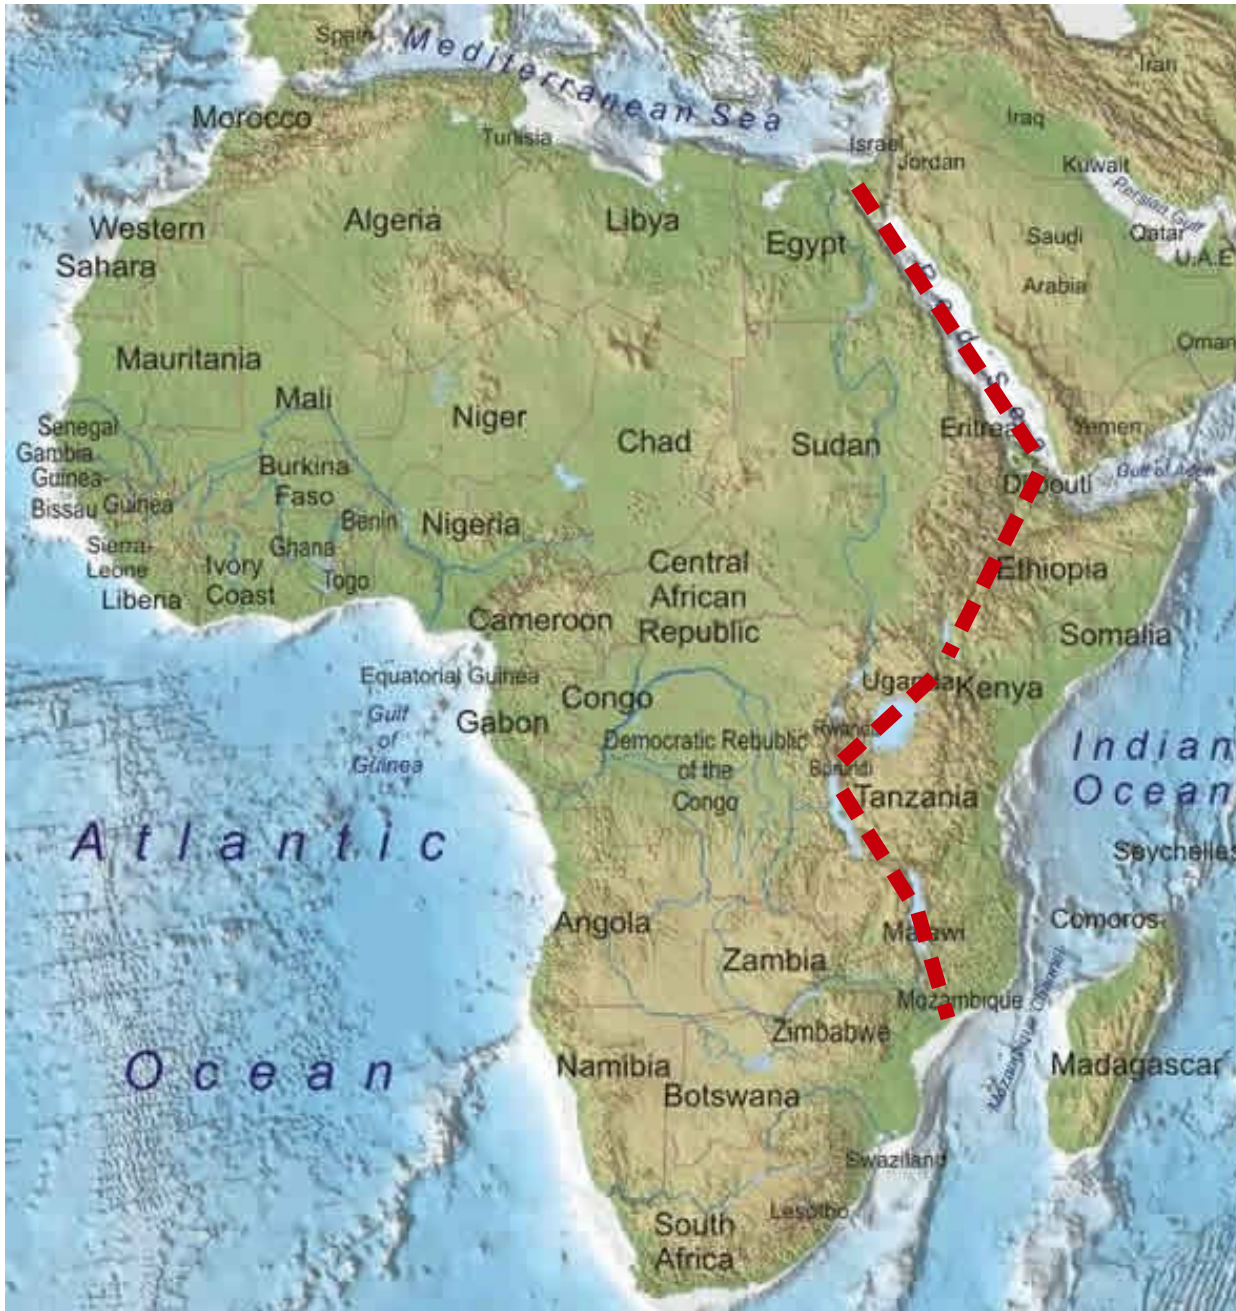 Spain
Mediterranean Sea
Iran
Morocco
Iraq
Tunisia
Israel
Jordan
Kuwait
Persian Gulf
Western
Sahara
Algeria
Libya
Egypt
Saudi
Arabia
Qatar
U.A.E
Red Sea
Oman
Mauritania
Mali
Niger
Chad
Sudan
Eritrea
Yemen
Senegal
Gambia
Guinea-
Bissau
Guinea
Burkina
Faso
Benin
Nigeria
Djibouti
Gulf of Aden
Sierra-
Leone
Ivory
Coast
Ghana
Togo
Liberia
Cameroon
Central
African
Republic
Ethiopia
Somalia
Equatorial Guinea
Gulf
of
Guinea
Gabon
Congo
Uganda
Kenya
Rwanda
Burundi
Democratic Republic
of the
Congo
Tanzania
Indian
Ocean
Seychelles
Atlantic
Ocean
Angola
Zambia
Malawi
Comoros
Mozambique
Mozambique Channel
Zimbabwe
Namibia
Botswana
Madagascar
Swaziland
Lesotho
South
Africa